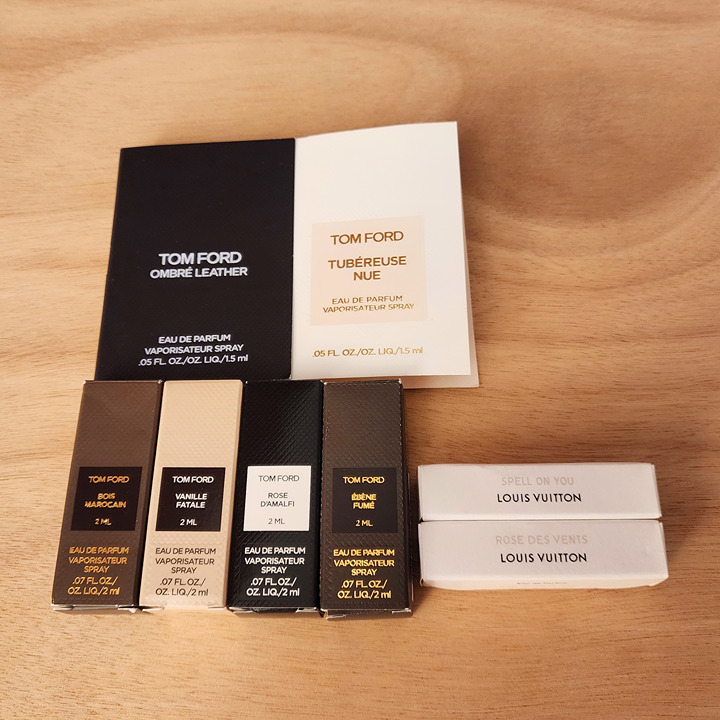 TOM FORD
OMBRÉ LEATHER
EAU DE PARFUM
VAPORISATEUR SPRAY
.05 FL. OZ./OZ. LIQ./1.5 ml
TOM FORD
TUBÉREUSE
NUE
EAU DE PARFUM
VAPORISATEUR SPRAY
.05 FL. OZ./OZ. LIQ./1.5 ml
TOM FORD
BOIS
MAROCAIN
2 ML
EAU DE PARFUM
VAPORISATEUR
SPRAY
.07 FL. OZ./
OZ. LIQ./2 ml
TOM FORD
VANILLE
FATALE
2 ML
EAU DE PARFUM
VAPORISATEUR
SPRAY
.07 FL. OZ./
OZ. LIQ./2 ml
TOM FORD
ROSE
D'AMALFI
2 ML
EAU DE PARFUM
VAPORISATEUR
SPRAY
.07 FL. OZ./
OZ. LIQ./2 ml
TOM FORD
ÉBÈNE
FUMÉ
2 ML
EAU DE PARFUM
VAPORISATEUR
SPRAY
.07 FL. OZ./
OZ. LIQ./2 ml
SPELL ON YOU
LOUIS VUITTON
ROSE DES VENTS
LOUIS VUITTON